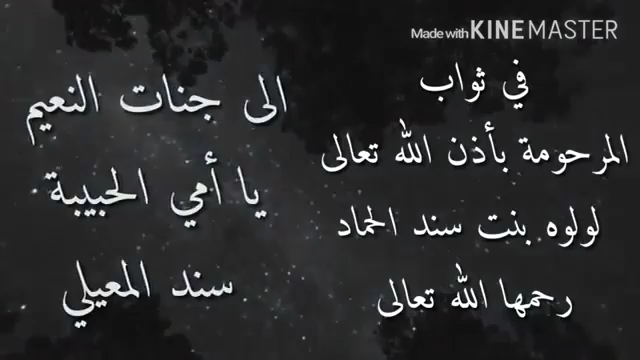 Made with KINEMASTER
في ثواب
المرحومة بأذن الله تعالى
لولوه بنت سند الحماد
رحمها الله تعالى
الى جنات النعيم
يا أمي الحبيبة
سند المعيلي